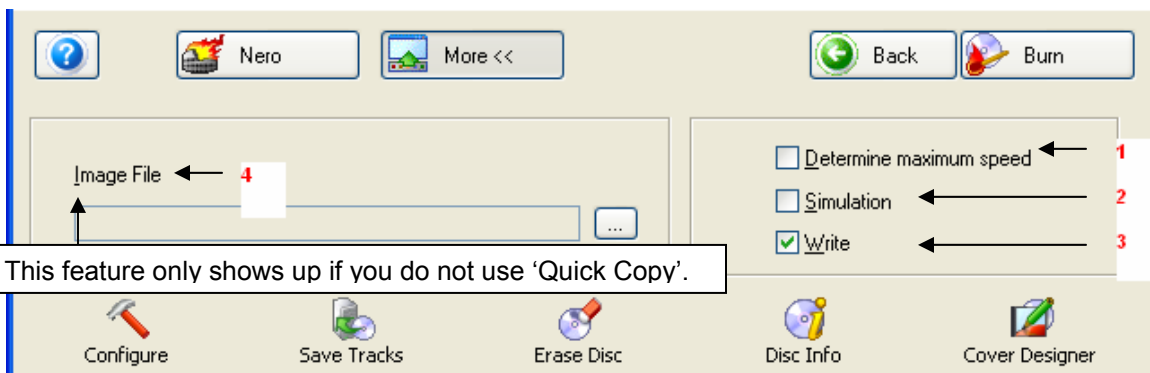 Nero More << Back Burn
Determine maximum speed 1
Image File 4
Simulation 2
...
Write 3
This feature only shows up if you do not use ‘Quick Copy’.
Configure Save Tracks Erase Disc Disc Info Cover Designer